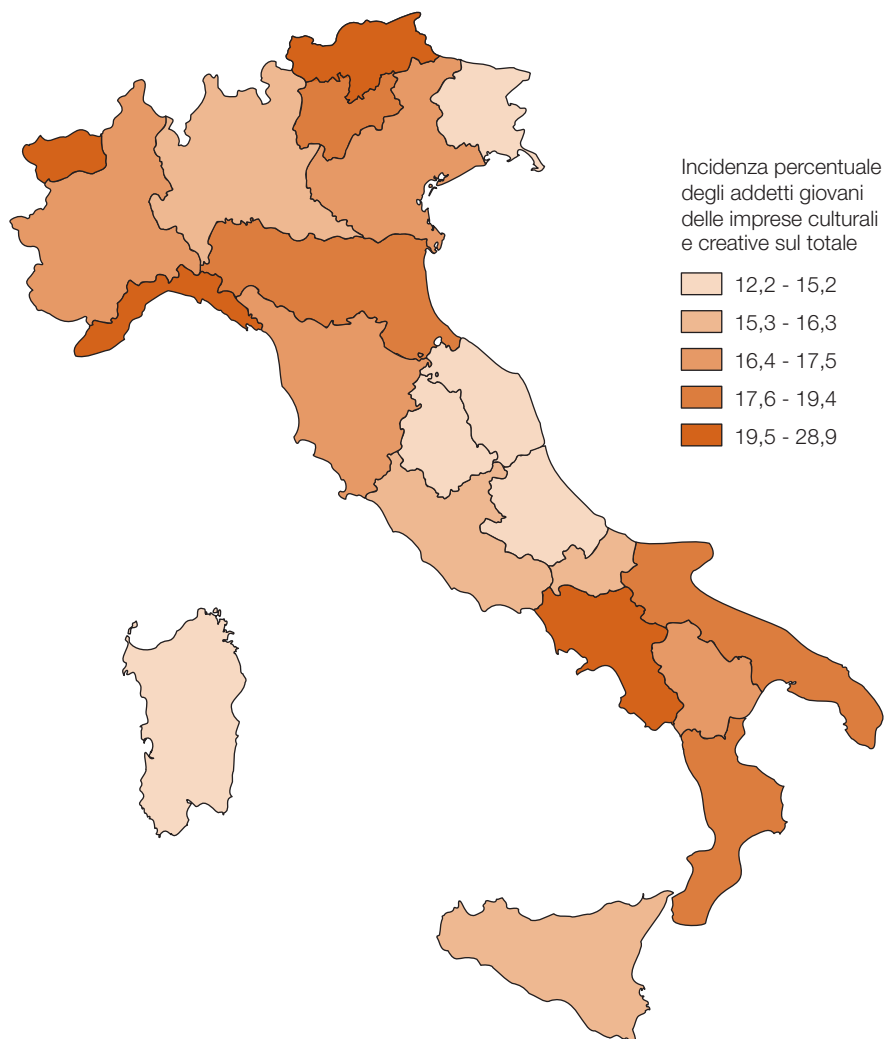 Incidenza percentuale
degli addetti giovani
delle imprese culturali
e creative sul totale
12,2 - 15,2
15,3 - 16,3
16,4 - 17,5
17,6 - 19,4
19,5 - 28,9